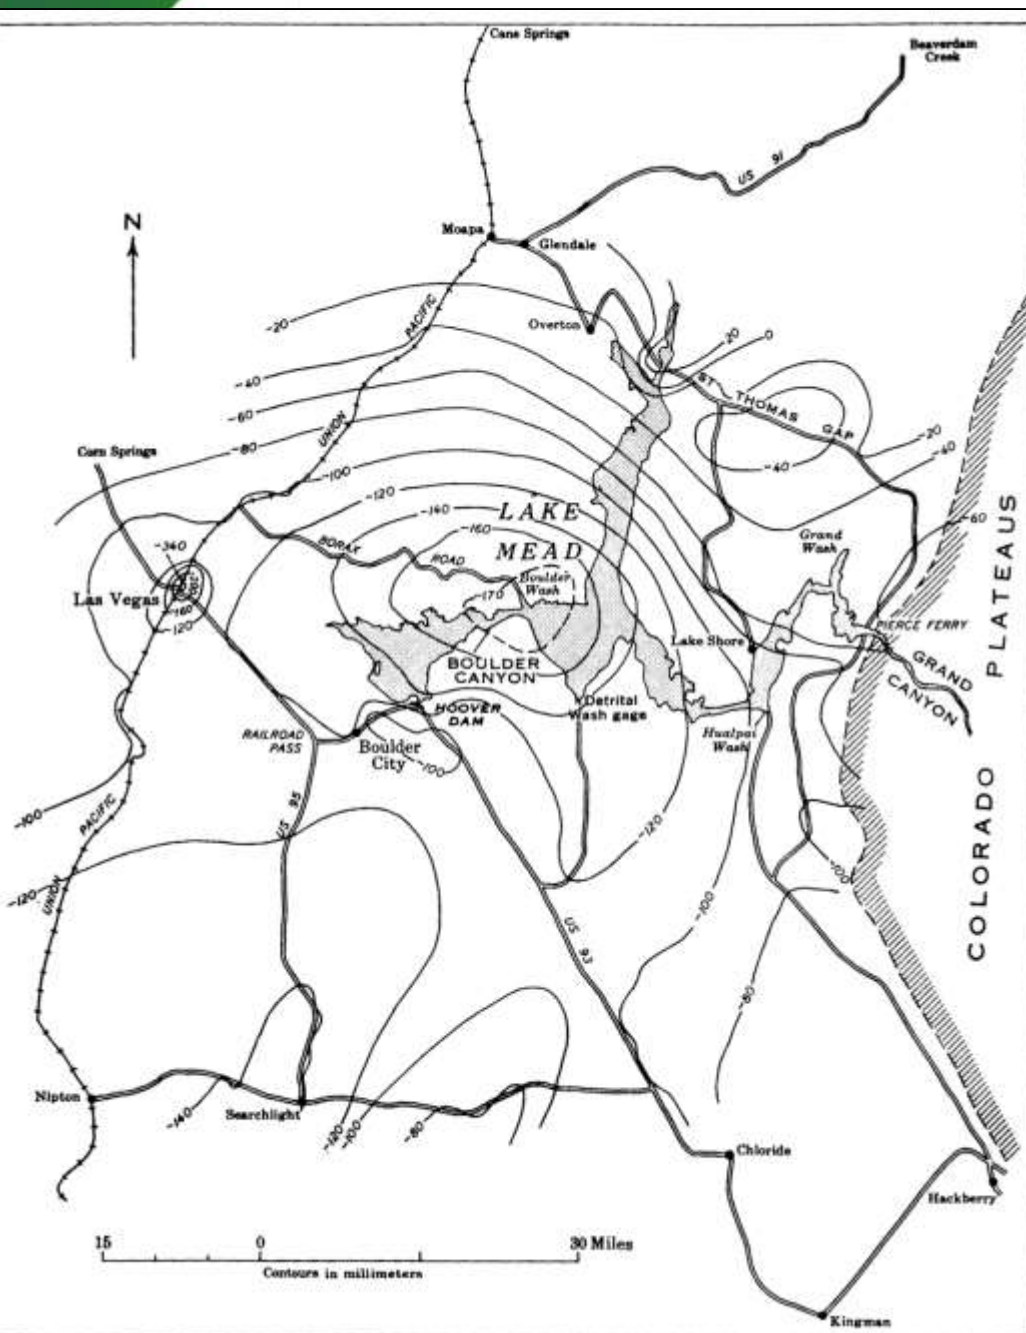 Cane Springs
Beaverdam
Creek
US 91
N
Moapa
Glendale
-20
PACIFIC
Overton
20
0
-40
ST. THOMAS GAP
-60
UNION
-20
-80
-40
Corn Springs
-40
-100
-120
-140
LAKE
-60
-160
Grand
Wash
-340
BORAX ROAD
MEAD
Boulder
Wash
-170
Las Vegas
-160
-120
PIERCE FERRY
Lake Shore
BOULDER
CANYON
GRAND
CANYON
PLATEAUS
HOOVER
DAM
Detrital
Wash gage
RAILROAD
PASS
Boulder
City
Hualpai
Wash
-100
-100
PACIFIC
US 95
-120
COLORADO
-100
-120
UNION
-100
US 93
-80
Nipton
-140
Searchlight
-120
-100
-80
Chloride
Hackberry
15
0
30 Miles
Contours in millimeters
Kingman